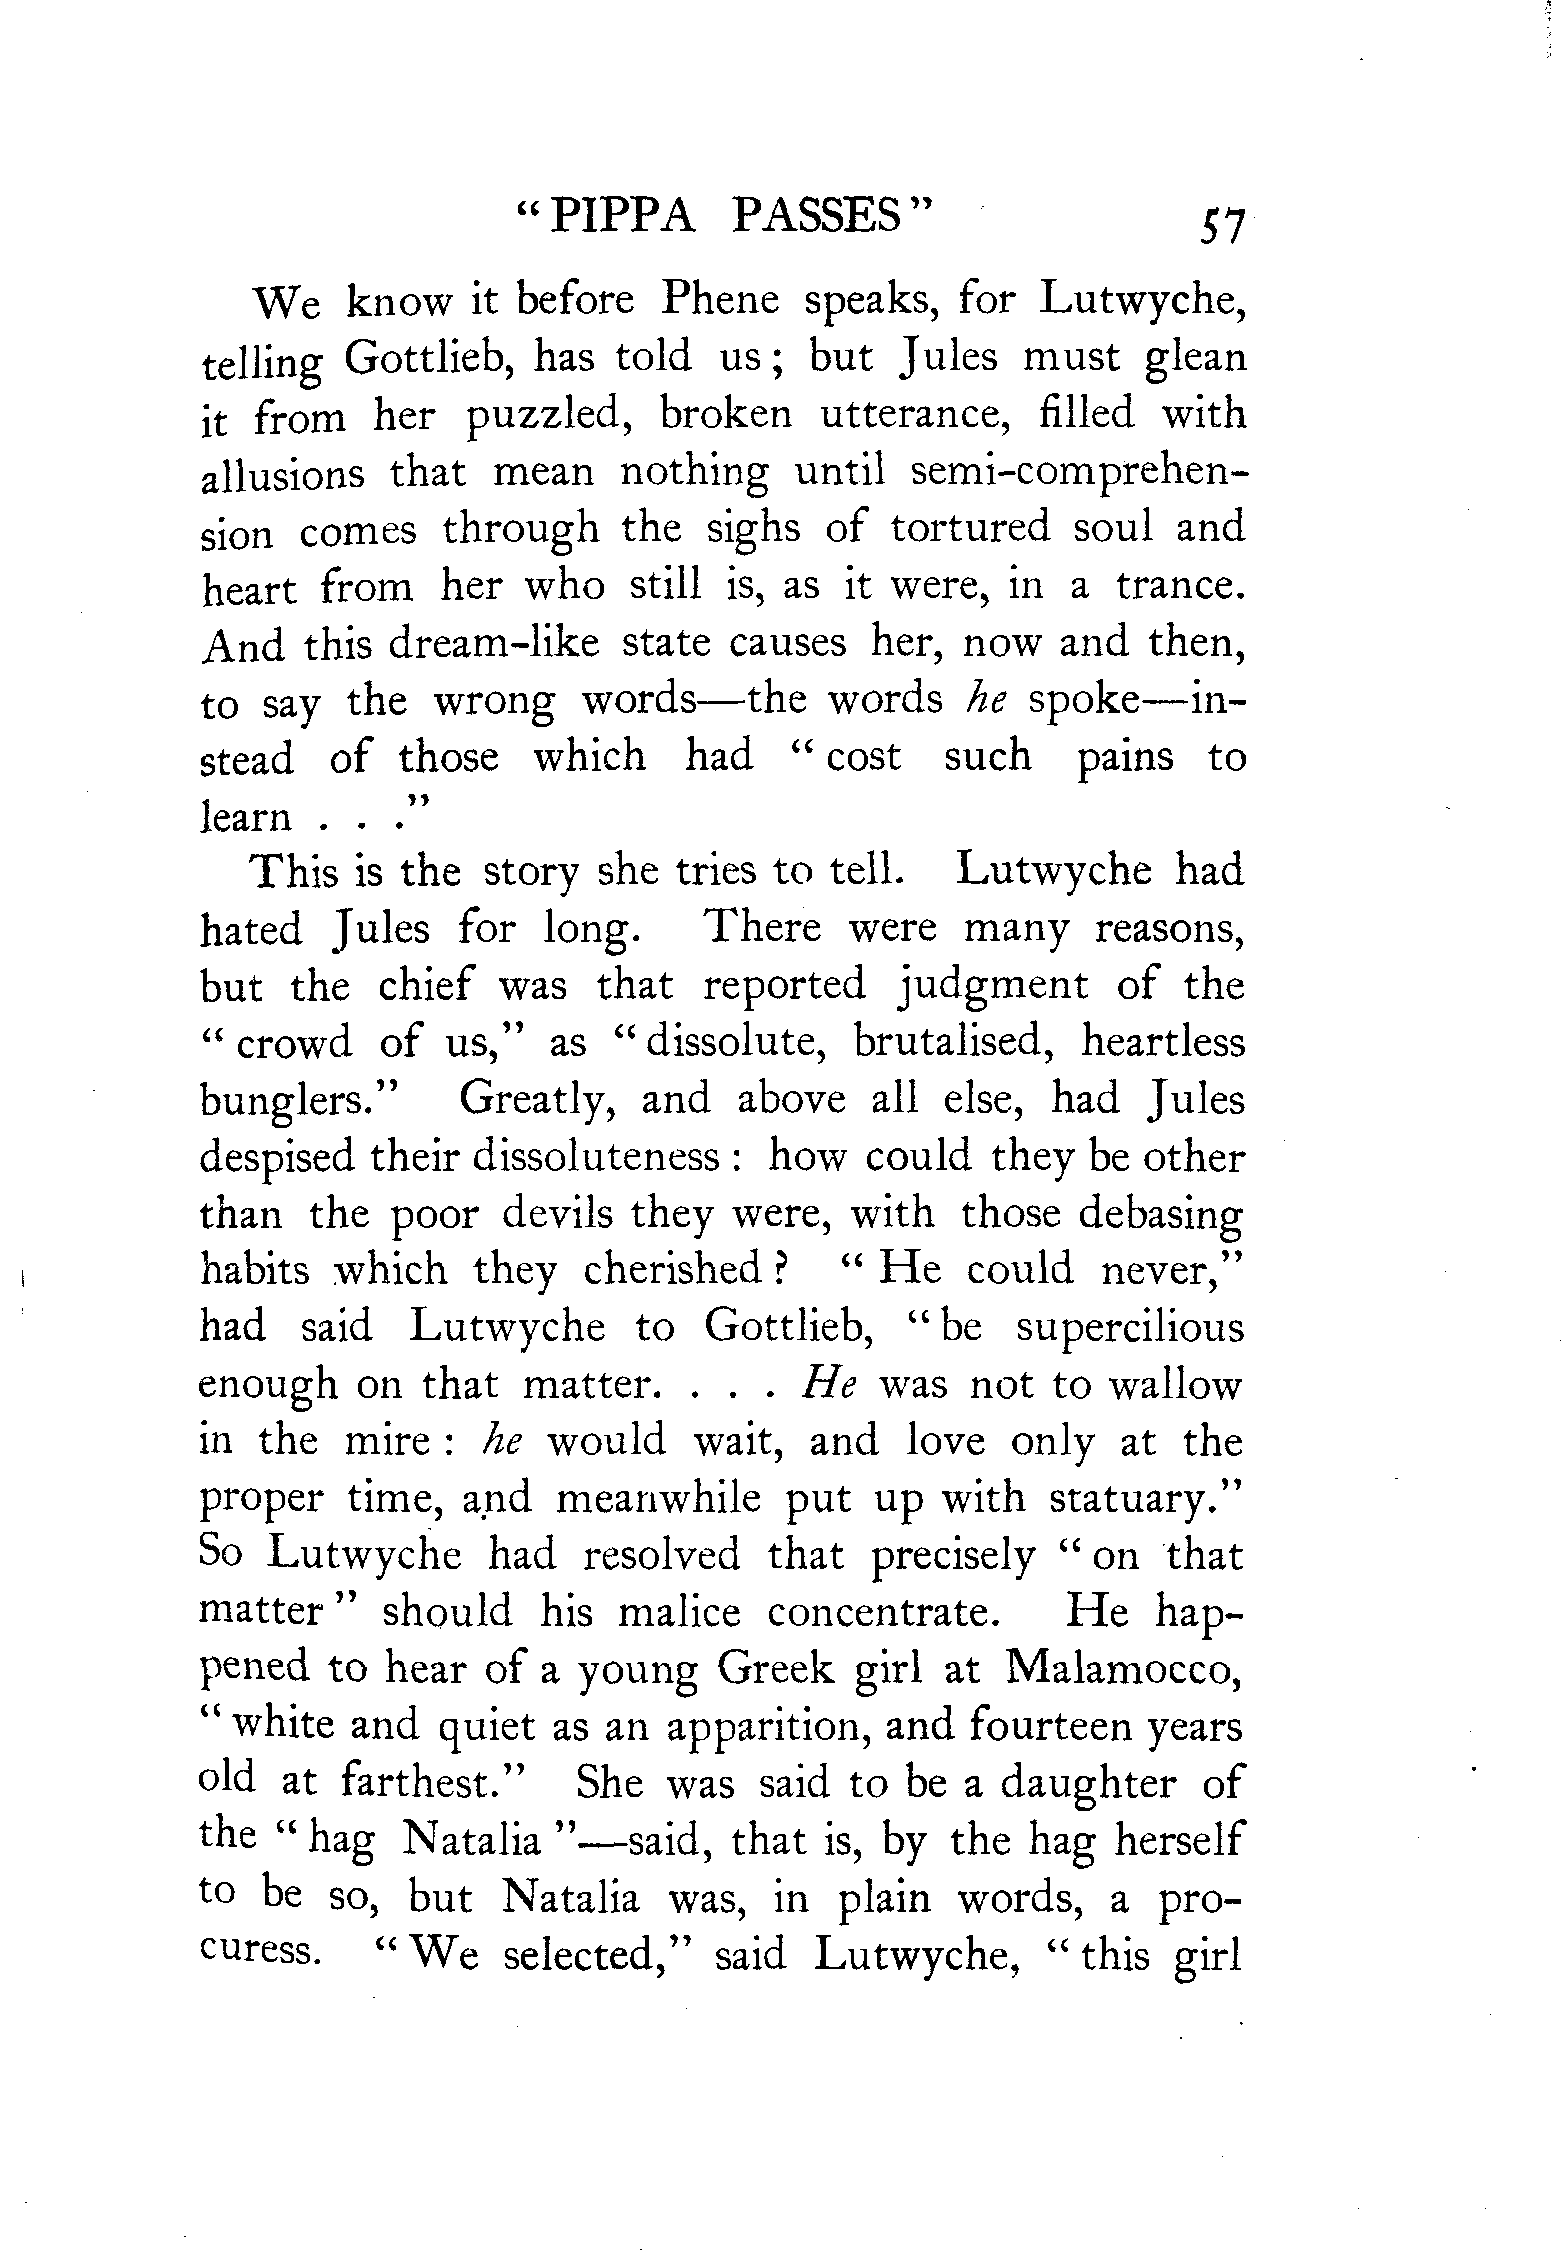 "PIPPA PASSES" 57
We know it before Phene speaks, for Lutwyche,
telling Gottlieb, has told us; but Jules must glean
it from her puzzled, broken utterance, filled with
allusions that mean nothing until semi-comprehen-
sion comes through the sighs of tortured soul and
heart from her who still is, as it were, in a trance.
And this dream-like state causes her, now and then,
to say the wrong words—the words he spoke—in-
stead of those which had "cost such pains to
learn . . ."
This is the story she tries to tell. Lutwyche had
hated Jules for long. There were many reasons,
but the chief was that reported judgment of the
"crowd of us," as "dissolute, brutalised, heartless
bunglers." Greatly, and above all else, had Jules
despised their dissoluteness: how could they be other
than the poor devils they were, with those debasing
habits which they cherished? "He could never,"
had said Lutwyche to Gottlieb, "be supercilious
enough on that matter. . . . He was not to wallow
in the mire: he would wait, and love only at the
proper time, and meanwhile put up with statuary."
So Lutwyche had resolved that precisely "on that
matter" should his malice concentrate. He hap-
pened to hear of a young Greek girl at Malamocco,
"white and quiet as an apparition, and fourteen years
old at farthest." She was said to be a daughter of
the "hag Natalia"—said, that is, by the hag herself
to be so, but Natalia was, in plain words, a pro-
curess. "We selected," said Lutwyche, "this girl